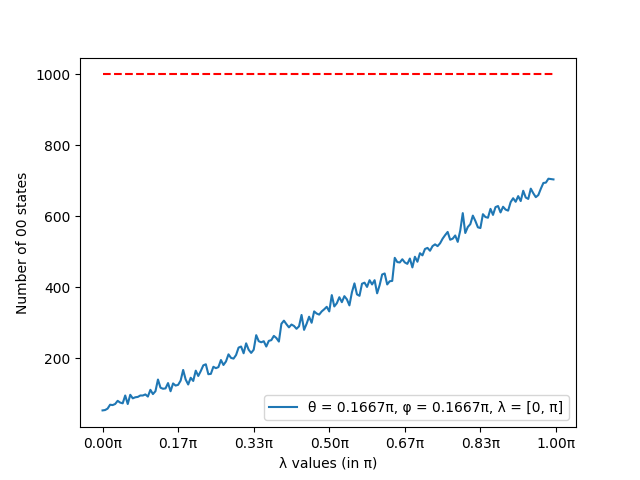 1000
800
600
400
200
Number of 00 states
θ = 0.1667π, φ = 0.1667π, λ = [0, π]
0.00π 0.17π 0.33π 0.50π 0.67π 0.83π 1.00π
λ values (in π)